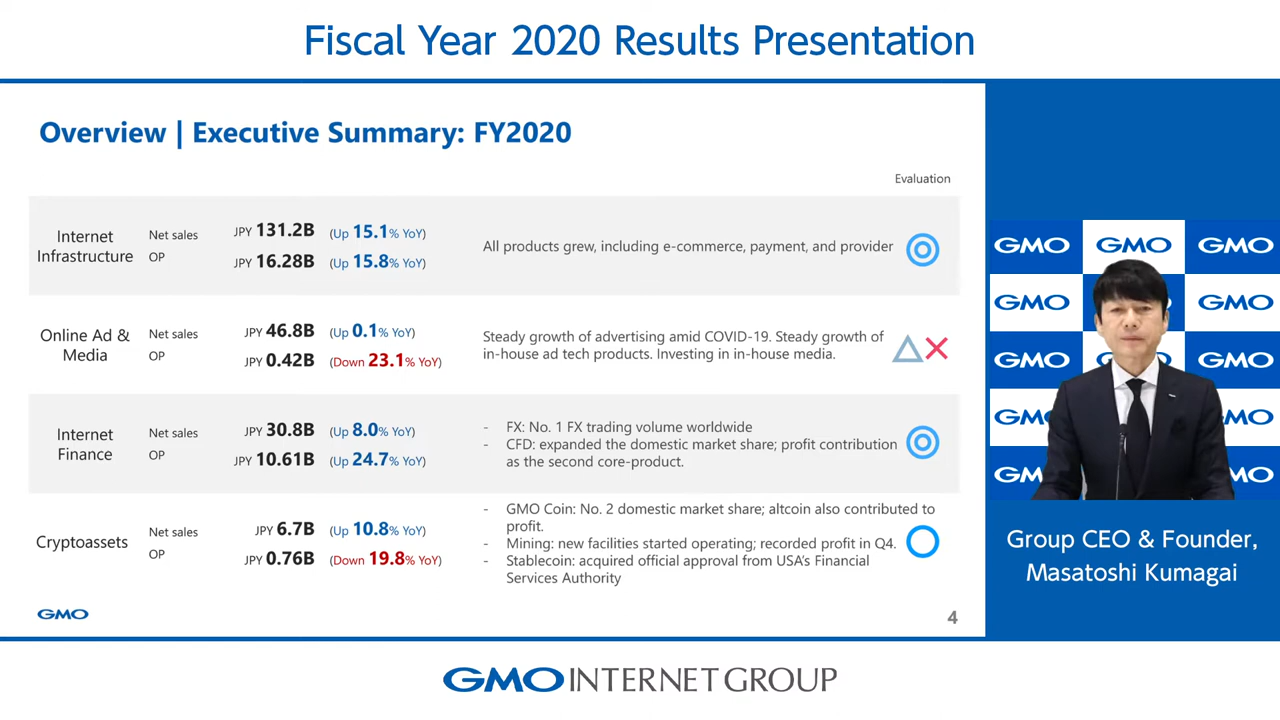 Fiscal Year 2020 Results Presentation
Overview | Executive Summary: FY2020
Evaluation
Internet
Infrastructure
Net sales
OP
JPY 131.2B (Up 15.1% YoY)
JPY 16.28B (Up 15.8% YoY)
All products grew, including e-commerce, payment, and provider
Online Ad &
Media
Net sales
OP
JPY 46.8B (Up 0.1% YoY)
JPY 0.42B (Down 23.1% YoY)
Steady growth of advertising amid COVID-19. Steady growth of
in-house ad tech products. Investing in in-house media.
Internet
Finance
Net sales
OP
JPY 30.8B (Up 8.0% YoY)
JPY 10.61B (Up 24.7% YoY)
- FX: No. 1 FX trading volume worldwide
- CFD: expanded the domestic market share; profit contribution
as the second core-product.
Cryptoassets
Net sales
OP
JPY 6.7B (Up 10.8% YoY)
JPY 0.76B (Down 19.8% YoY)
- GMO Coin: No. 2 domestic market share; altcoin also contributed to
profit.
- Mining: new facilities started operating; recorded profit in Q4.
- Stablecoin: acquired official approval from USA's Financial
Services Authority
GMO
4
GMO GMO GMO
GMO GMO
GMO GMO
GMO GMO
GMO GMO
Group CEO & Founder,
Masatoshi Kumagai
GMO INTERNET GROUP